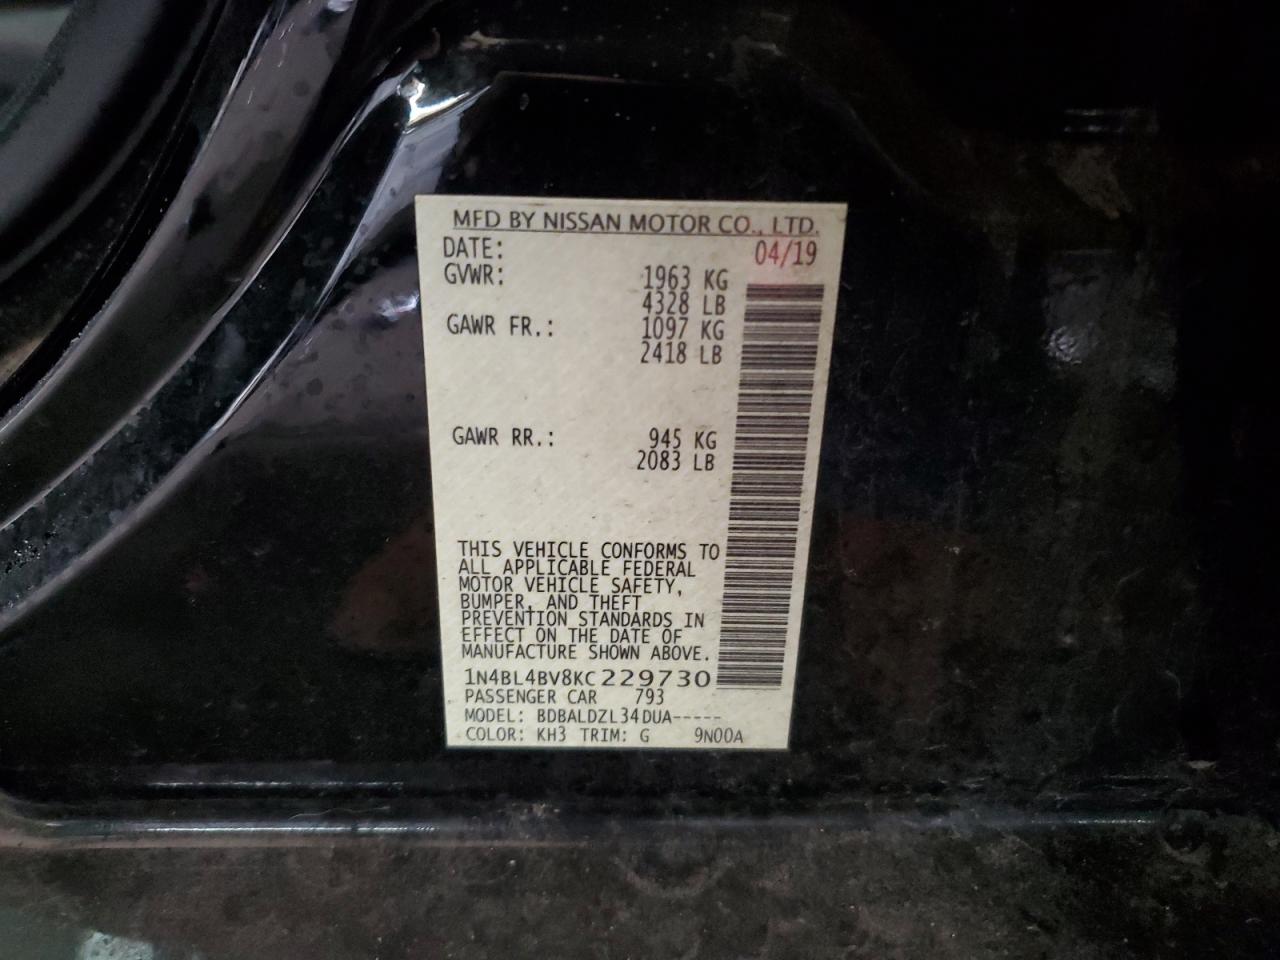 MFD BY NISSAN MOTOR CO., LTD.
DATE: 04/19
GVWR: 1963 KG
4328 LB
GAWR FR.: 1097 KG
2418 LB
GAWR RR.: 945 KG
2083 LB
THIS VEHICLE CONFORMS TO
ALL APPLICABLE FEDERAL
MOTOR VEHICLE SAFETY,
BUMPER, AND THEFT
PREVENTION STANDARDS IN
EFFECT ON THE DATE OF
MANUFACTURE SHOWN ABOVE.
1N4BL4BV8KC229730
PASSENGER CAR 793
MODEL: BDBALDZL34DUA-----
COLOR: KH3 TRIM: G 9N00A